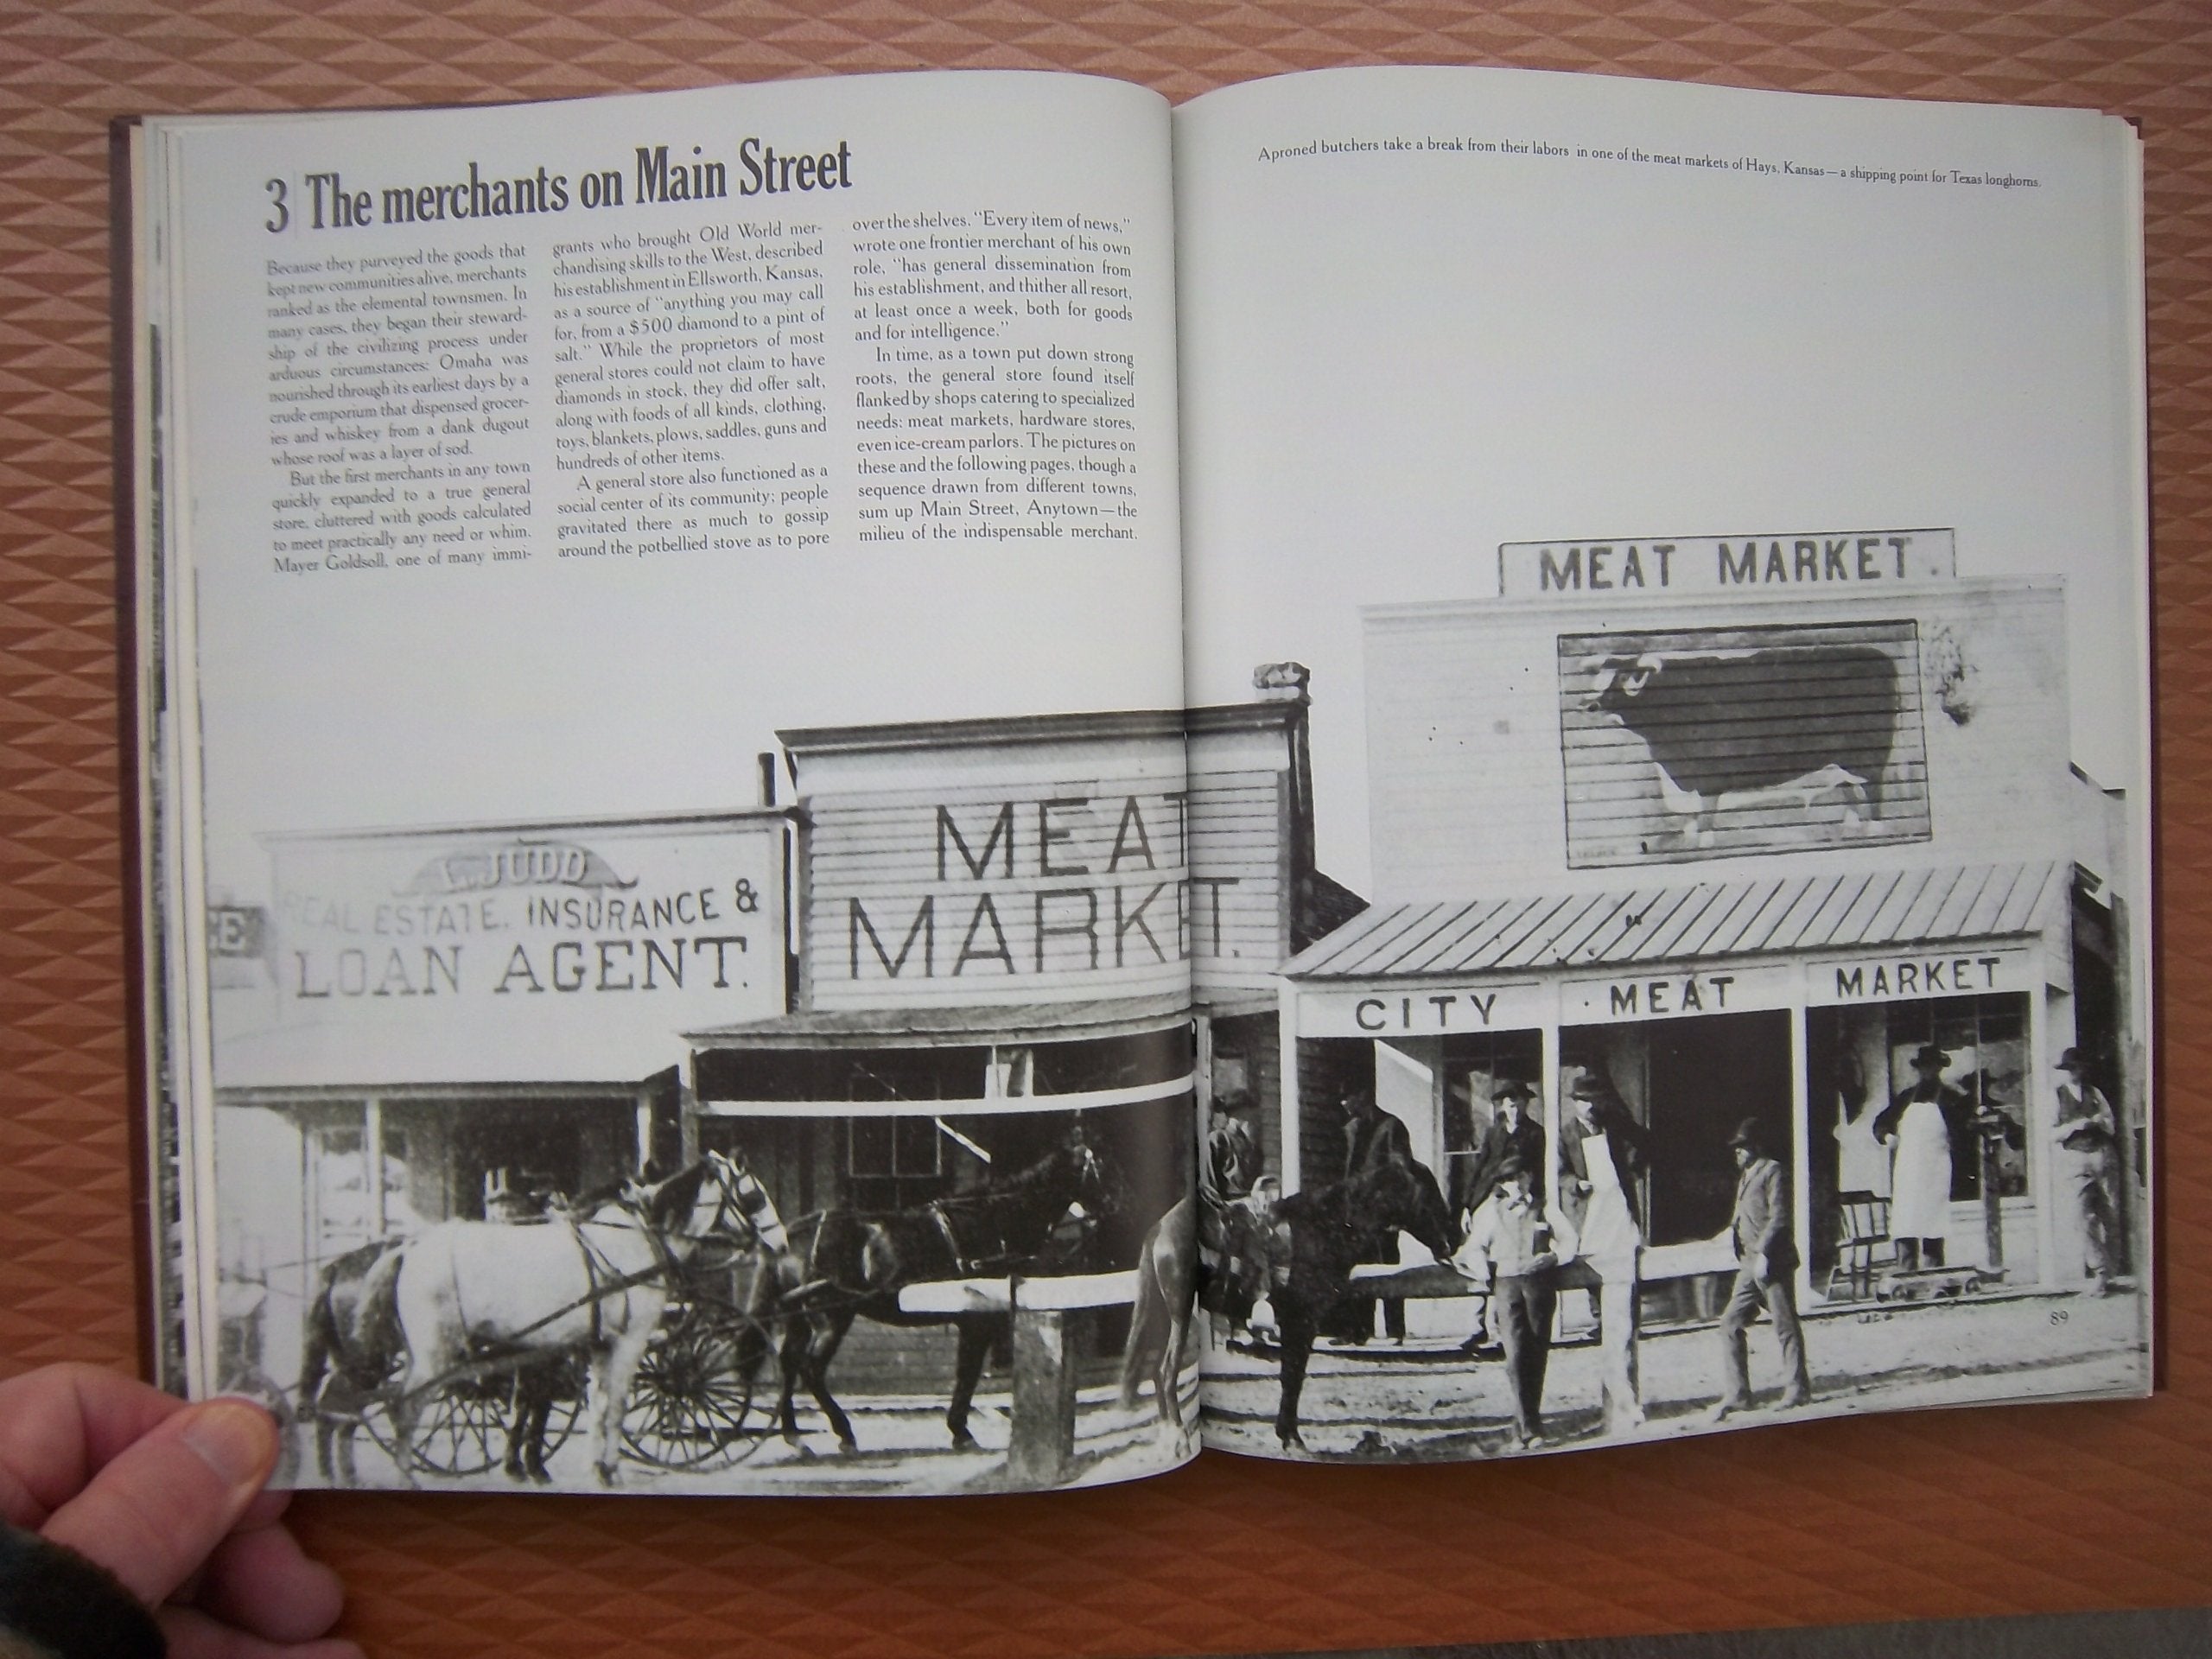 3 The merchants on Main Street
Because they purveyed the goods that
kept new communities alive, merchants
ranked as the elemental townsmen. In
many cases, they began their steward-
ship of the civilizing process under
arduous circumstances: Omaha was
nourished through its earliest days by a
crude emporium that dispensed grocer-
ies and whiskey from a dank dugout
whose roof was a layer of sod.
But the first merchants in any town
quickly expanded to a true general
store, cluttered with goods calculated
to meet practically any need or whim.
Mayer Goldsoll, one of many immi-
grants who brought Old World mer-
chandising skills to the West, described
his establishment in Ellsworth, Kansas,
as a source of "anything you may call
for, from a $500 diamond to a pint of
salt." While the proprietors of most
general stores could not claim to have
diamonds in stock, they did offer salt,
along with foods of all kinds, clothing,
toys, blankets, plows, saddles, guns and
hundreds of other items.
A general store also functioned as a
social center of its community; people
gravitated there as much to gossip
around the potbellied stove as to pore
over the shelves. "Every item of news,"
wrote one frontier merchant of his own
role, "has general dissemination from
his establishment, and thither all resort,
at least once a week, both for goods
and for intelligence."
In time, as a town put down strong
roots, the general store found itself
flanked by shops catering to specialized
needs: meat markets, hardware stores,
even ice-cream parlors. The pictures on
these and the following pages, though a
sequence drawn from different towns,
sum up Main Street, Anytown—the
milieu of the indispensable merchant.
Aproned butchers take a break from their labors in one of the meat markets of Hays, Kansas—a shipping point for Texas longhorns.
L. JUDD
REAL ESTATE, INSURANCE &
LOAN AGENT.
MEAT
MARKET.
MEAT MARKET.
CITY MEAT MARKET
89